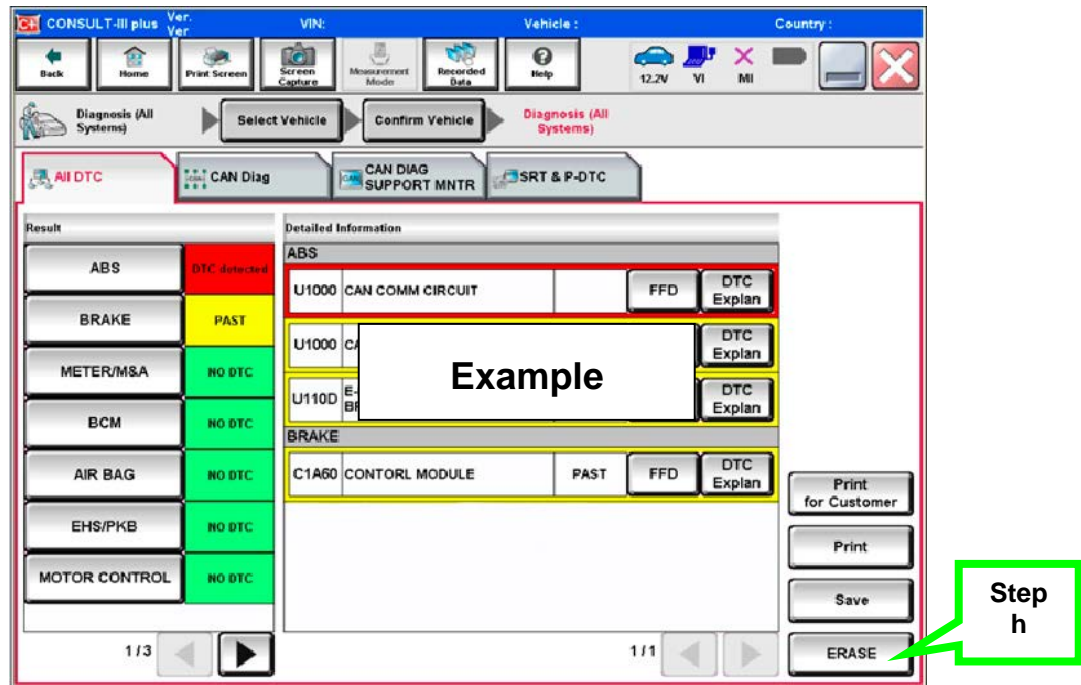 C+ CONSULT-III plus Ver. Ver VIN: Vehicle : Country :
Back Home Print Screen Screen Capture Measurement Mode Recorded Data Help 12.2V VI MI
Diagnosis (All Systems) Select Vehicle Confirm Vehicle Diagnosis (All Systems)
All DTC CAN Diag CAN DIAG SUPPORT MNTR SRT & P-DTC
Result
ABS DTC detected
BRAKE PAST
METER/M&A NO DTC
BCM NO DTC
AIR BAG NO DTC
EHS/PKB NO DTC
MOTOR CONTROL NO DTC
1/3
Detailed Information
ABS
U1000 CAN COMM CIRCUIT FFD DTC Explan
U1000 DTC Explan
U110D DTC Explan
Example
BRAKE
C1A60 CONTORL MODULE PAST FFD DTC Explan
1/1
Print for Customer
Print
Save
ERASE
Step
h